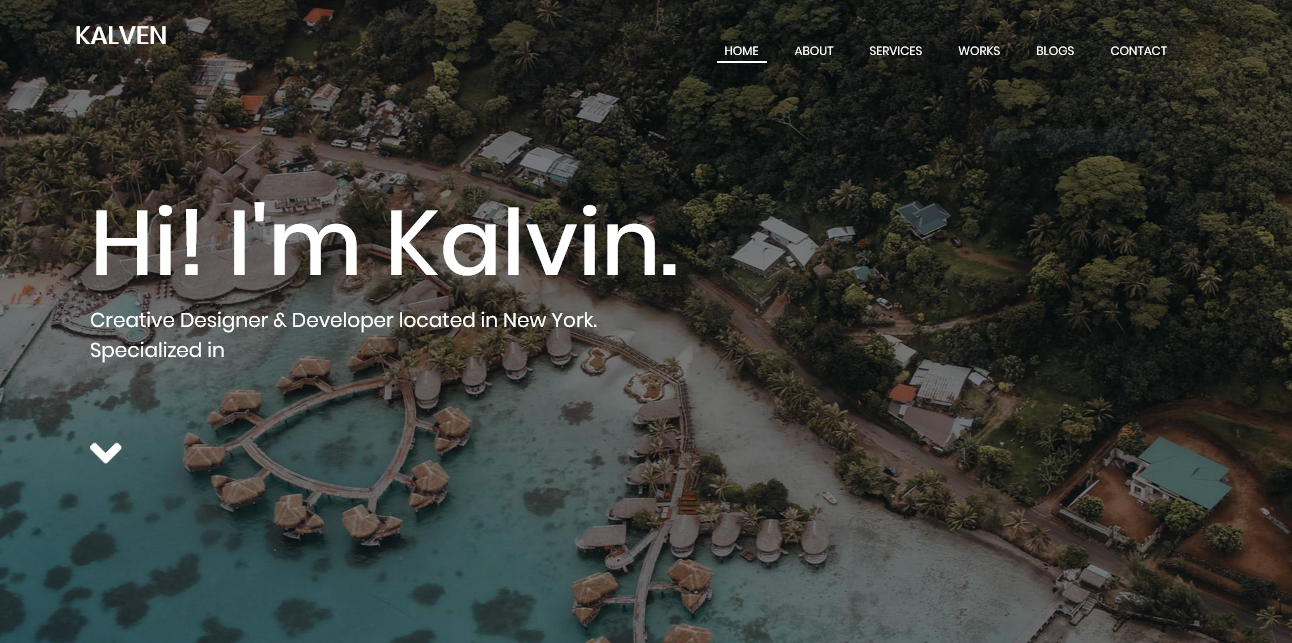 KALVEN
HOME ABOUT SERVICES WORKS BLOGS CONTACT
Hi! I'm Kalvin.
Creative Designer & Developer located in New York.
Specialized in